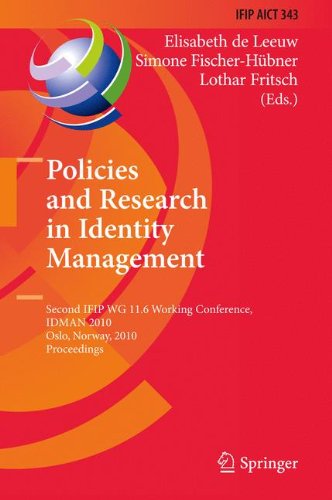 IFIP AICT 343
Elisabeth de Leeuw
Simone Fischer-Hübner
Lothar Fritsch
(Eds.)
Policies
and Research
in Identity
Management
Second IFIP WG 11.6 Working Conference,
IDMAN 2010
Oslo, Norway, 2010
Proceedings
Springer